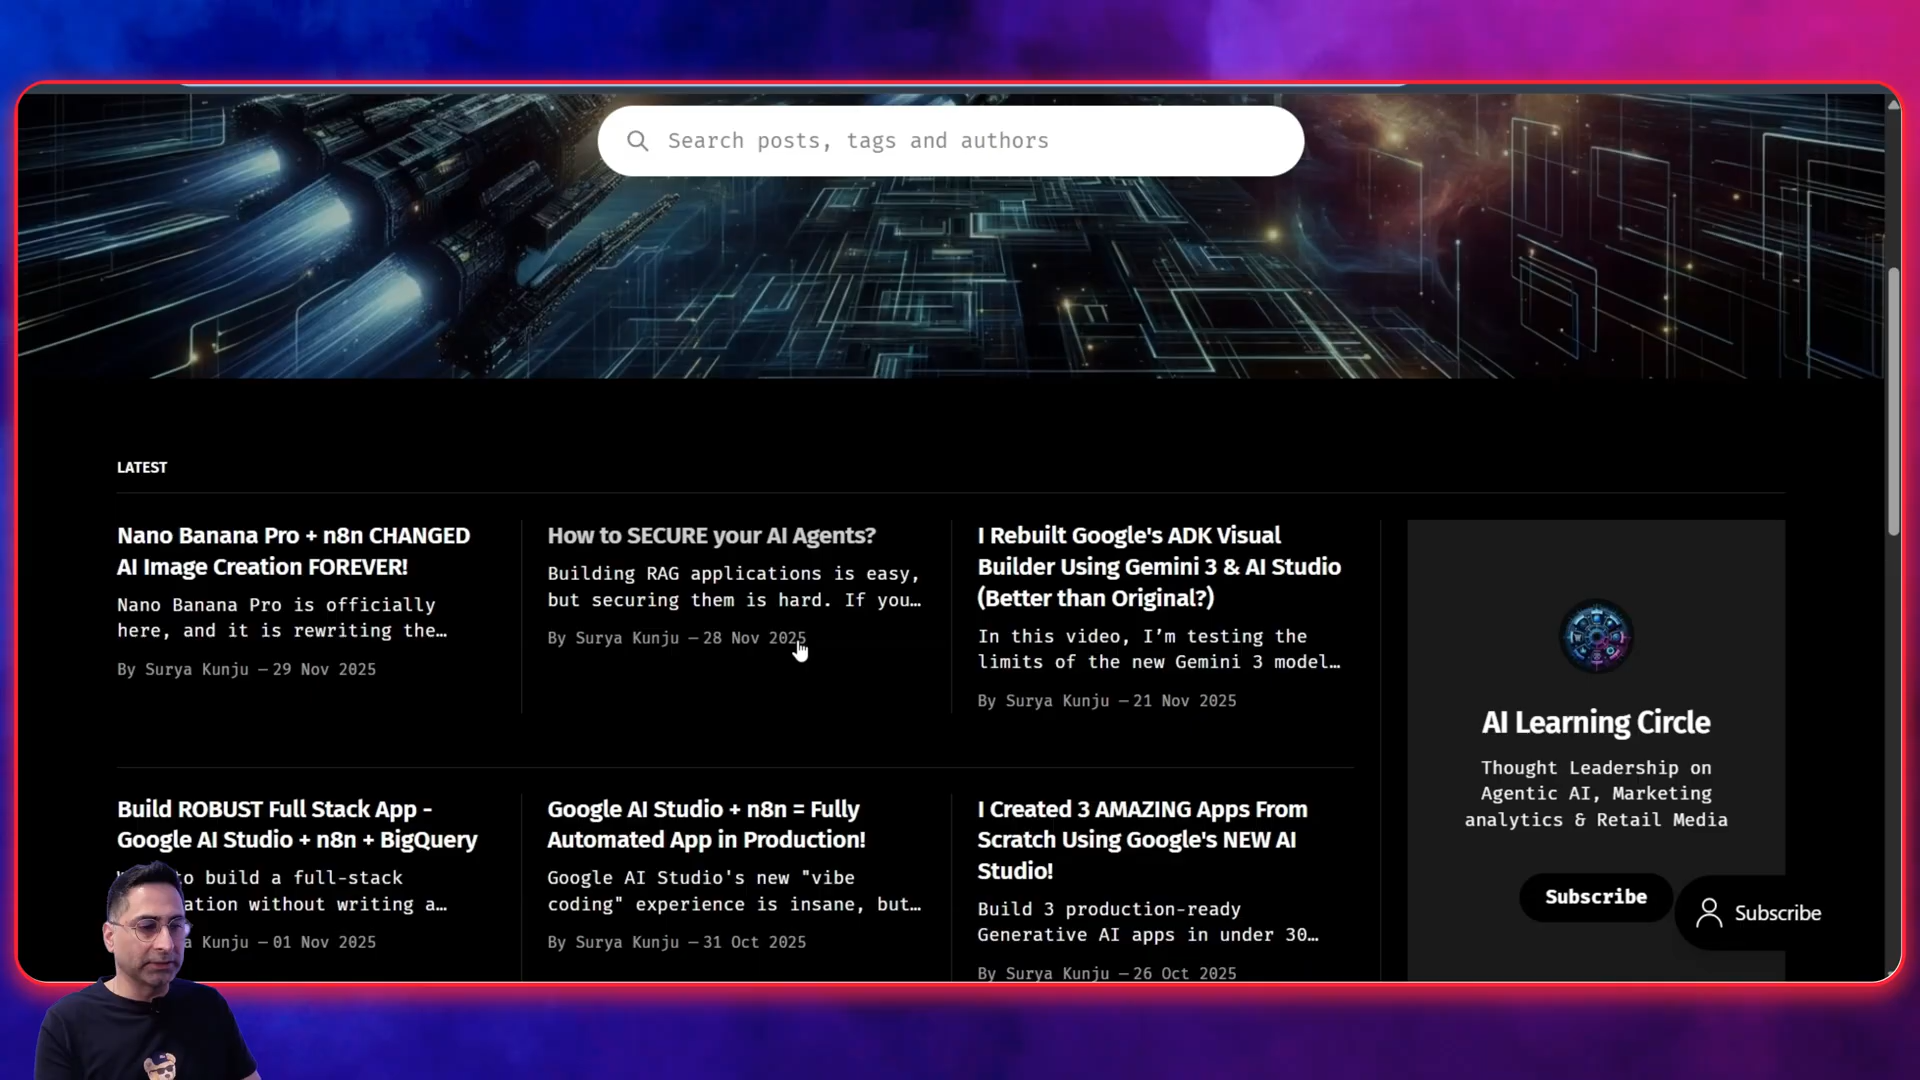 Search posts, tags and authors
LATEST
Nano Banana Pro + n8n CHANGED
AI Image Creation FOREVER!
Nano Banana Pro is officially
here, and it is rewriting the…
By Surya Kunju — 29 Nov 2025
How to SECURE your AI Agents?
Building RAG applications is easy,
but securing them is hard. If you…
By Surya Kunju — 28 Nov 2025
I Rebuilt Google's ADK Visual
Builder Using Gemini 3 & AI Studio
(Better than Original?)
In this video, I’m testing the
limits of the new Gemini 3 model…
By Surya Kunju — 21 Nov 2025
Build ROBUST Full Stack App -
Google AI Studio + n8n + BigQuery
to build a full-stack
without writing a…
Kunju — 01 Nov 2025
Google AI Studio + n8n = Fully
Automated App in Production!
Google AI Studio's new "vibe
coding" experience is insane, but…
By Surya Kunju — 31 Oct 2025
I Created 3 AMAZING Apps From
Scratch Using Google's NEW AI
Studio!
Build 3 production-ready
Generative AI apps in under 30…
By Surya Kunju — 26 Oct 2025
AI Learning Circle
Thought Leadership on
Agentic AI, Marketing
analytics & Retail Media
Subscribe
Subscribe